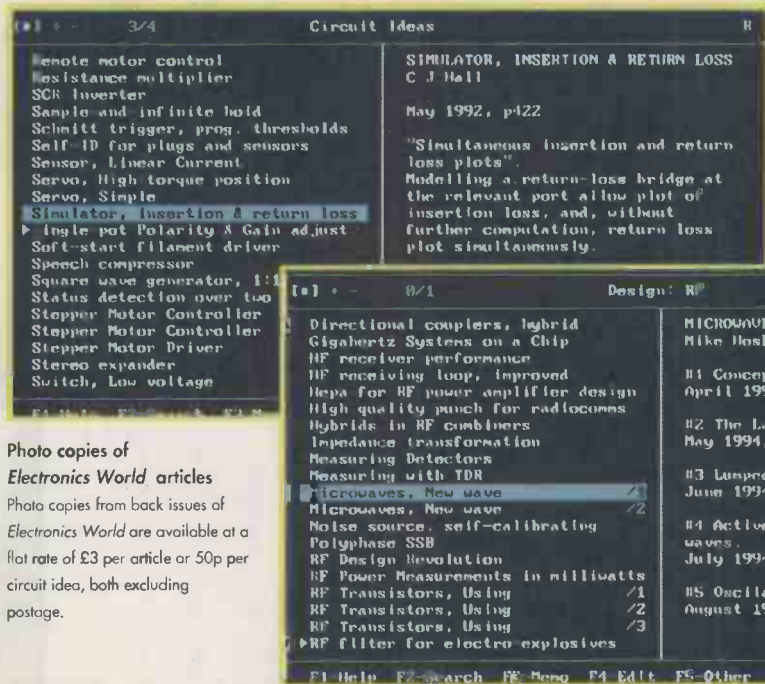 3/4 Circuit Ideas R
emote motor control
esistance multiplier
SCR Inverter
Sample and infinite hold
Schmitt trigger, prog. thresholds
Self-ID for plugs and sensors
Sensor, Linear Current
Servo, High torque position
Servo, Simple
Simulator, insertion & return loss
ingle pot Polarity & Gain adjust
Soft-start filament driver
Speech compressor
Square wave generator, 1:1
Status detection over two
Stepper Motor Controller
Stepper Motor Controller
Stepper Motor Driver
Stereo expander
Switch, Low voltage
SIMULATOR, INSERTION & RETURN LOSS
C J Hall
May 1992, p422
"Simultaneous insertion and return
loss plots".
Modelling a return-loss bridge at
the relevant port allow plot of
insertion loss, and, without
further computation, return loss
plot simultaneously.
F1 Help
0/1 Design: RF
Directional couplers, hybrid
Gigahertz Systems on a Chip
HF receiver performance
HF receiving loop, improved
Hepa for RF power amplifier design
High quality punch for radiocomms
Hybrids in RF combiners
Impedance transformation
Measuring Detectors
Measuring with TDR
icrowaves, New wave /1
Microwaves, New wave /2
Noise source, self-calibrating
Polyphase SSB
RF Design Revolution
RF Power Measurements in milliwatts
RF Transistors, Using /1
RF Transistors, Using /2
RF Transistors, Using /3
RF filter for electro explosives
MICROWAVE
Mike Hosk
#1 Concep
April 199
#2 The L
May 1994,
#3 Lumped
June 1994
#4 Active
waves.
July 1994
#5 Oscila
August 19
F1 Help F2-Search F3-Memo F4 Edit F5-Other
Photo copies of
Electronics World articles
Photo copies from back issues of
Electronics World are available at a
flat rate of £3 per article or 50p per
circuit idea, both excluding
postage.